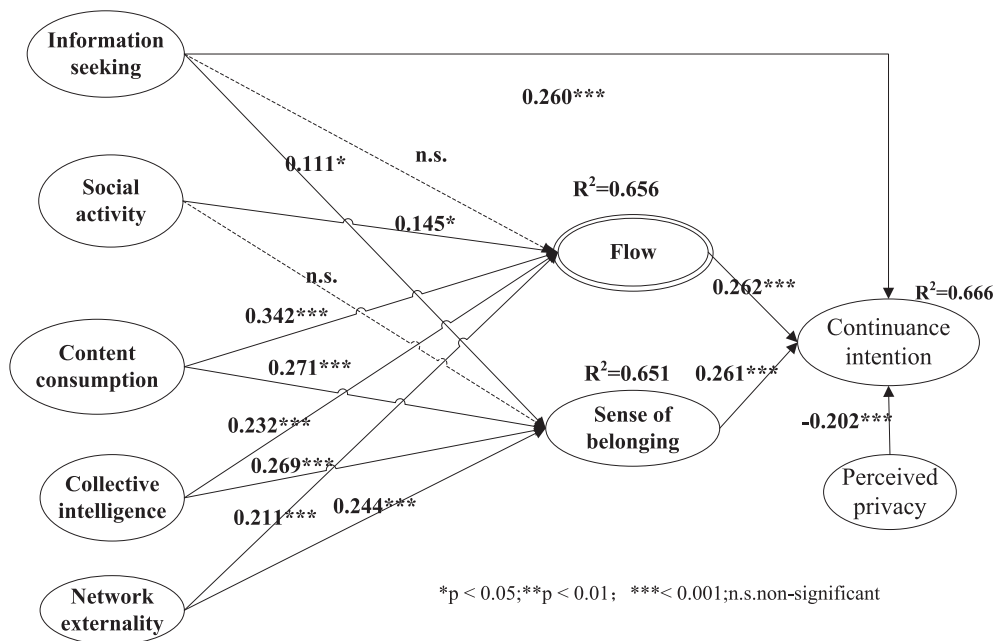 Information
seeking
0.260***
n.s.
0.111*
R²=0.656
Social
activity
0.145*
Flow
n.s.
0.262***
R²=0.666
0.342***
Continuance
intention
Content
consumption
0.271***
R²=0.651
0.261***
Sense of
belonging
0.232***
-0.202***
0.269***
Collective
intelligence
Perceived
privacy
0.211***
0.244***
Network
externality
*p < 0.05;**p < 0.01; ***< 0.001;n.s.non-significant